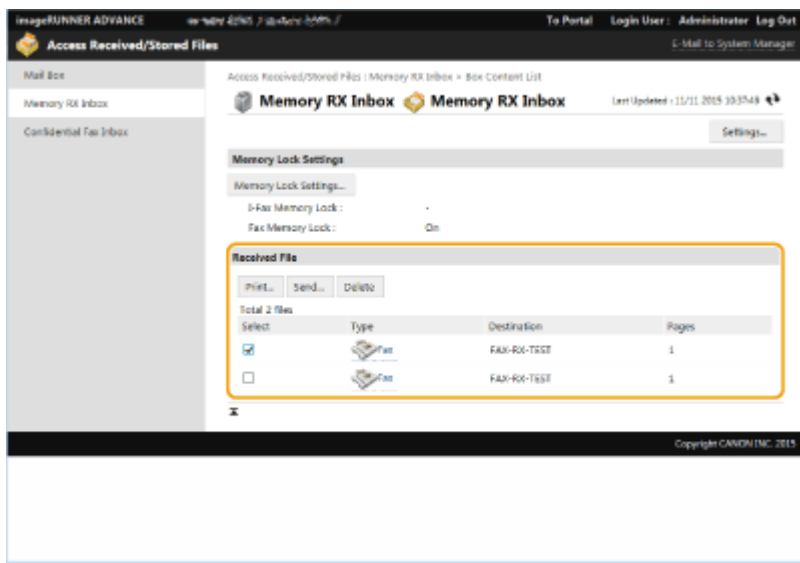 imageRUNNER ADVANCE To Portal Login User : Administrator Log Out
Access Received/Stored Files E-Mail to System Manager
Mail Box
Memory RX Inbox
Confidential Fax Inbox
Access Received/Stored Files : Memory RX Inbox > Box Content List
Memory RX Inbox Memory RX Inbox Last Updated : 11/11 2015 10:37:43
Settings...
Memory Lock Settings
Memory Lock Settings...
I-Fax Memory Lock : -
Fax Memory Lock : On
Received File
Print... Send... Delete
Total 2 files
Select Type Destination Pages
Fax FAX-RX-TEST 1
Fax FAX-RX-TEST 1
Copyright CANON INC. 2015